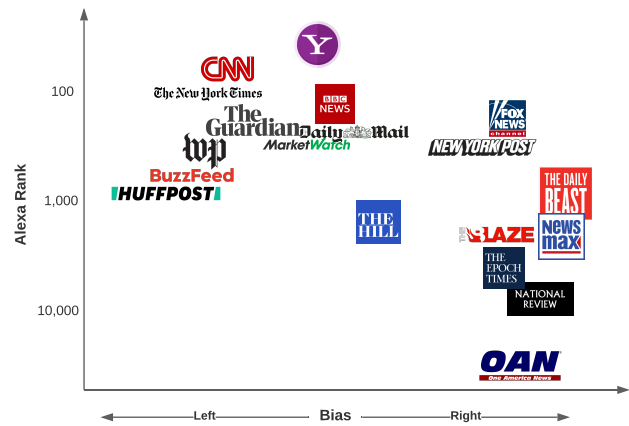 Y
CNN
The New York Times
100
BBC
NEWS
FOX
NEWS
channel
The
Guardian
Daily Mail
MarketWatch
NEW YORK POST
wp
BuzzFeed
HUFFPOST
THE DAILY
BEAST
Alexa Rank
1,000
THE
HILL
THE BLAZE
NEWS
max
THE
EPOCH
TIMES
NATIONAL
REVIEW
10,000
OAN
One America News
Left
Bias
Right